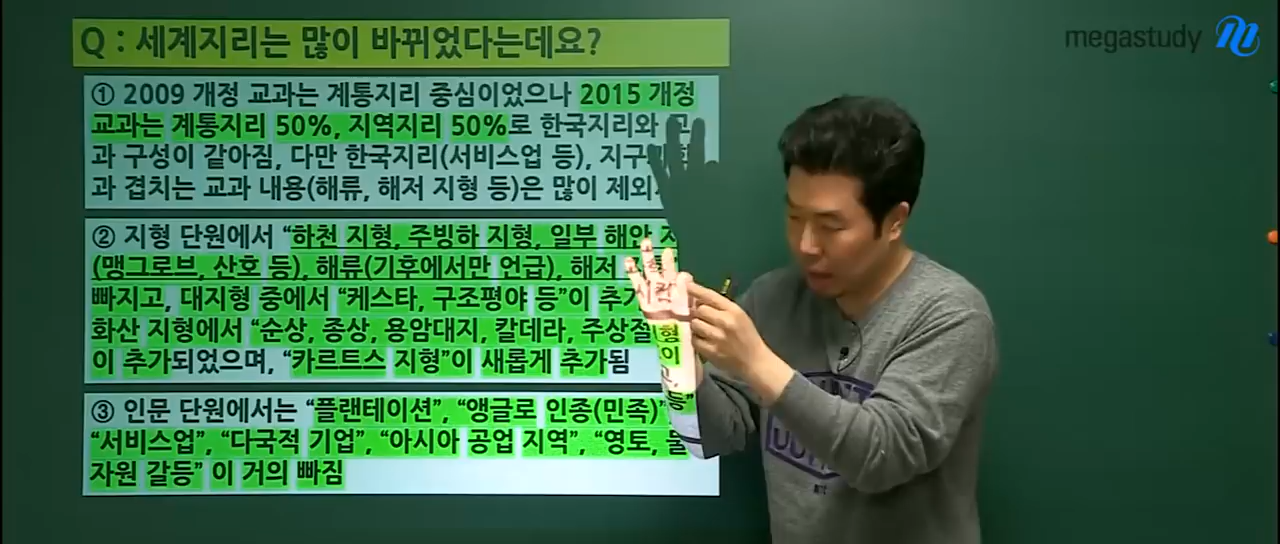 Q : 세계지리는 많이 바뀌었다는데요?
megastudy
① 2009 개정 교과는 계통지리 중심이었으나 2015 개정
교과는 계통지리 50%, 지역지리 50%로 한국지리와
과 구성이 같아짐, 다만 한국지리(서비스업 등),
과 겹치는 교과 내용(해류, 해저 지형 등)은 많이
② 지형 단원에서 “하천 지형, 주빙하 지형, 일부 해안
(맹그로브, 산호 등), 해류(기후에서만 언급), 해저
빠지고, 대지형 중에서 “케스타, 구조평야 등”이
화산 지형에서 “순상, 종상, 용암대지, 칼데라,
이 추가되었으며, “카르트스 지형”이 새롭게 추가됨
③ 인문 단원에서는 “플랜테이션”, “앵글로 인종(민족)”
“서비스업”, “다국적 기업”, “아시아 공업 지역”, “영토,
자원 갈등” 이 거의 빠짐